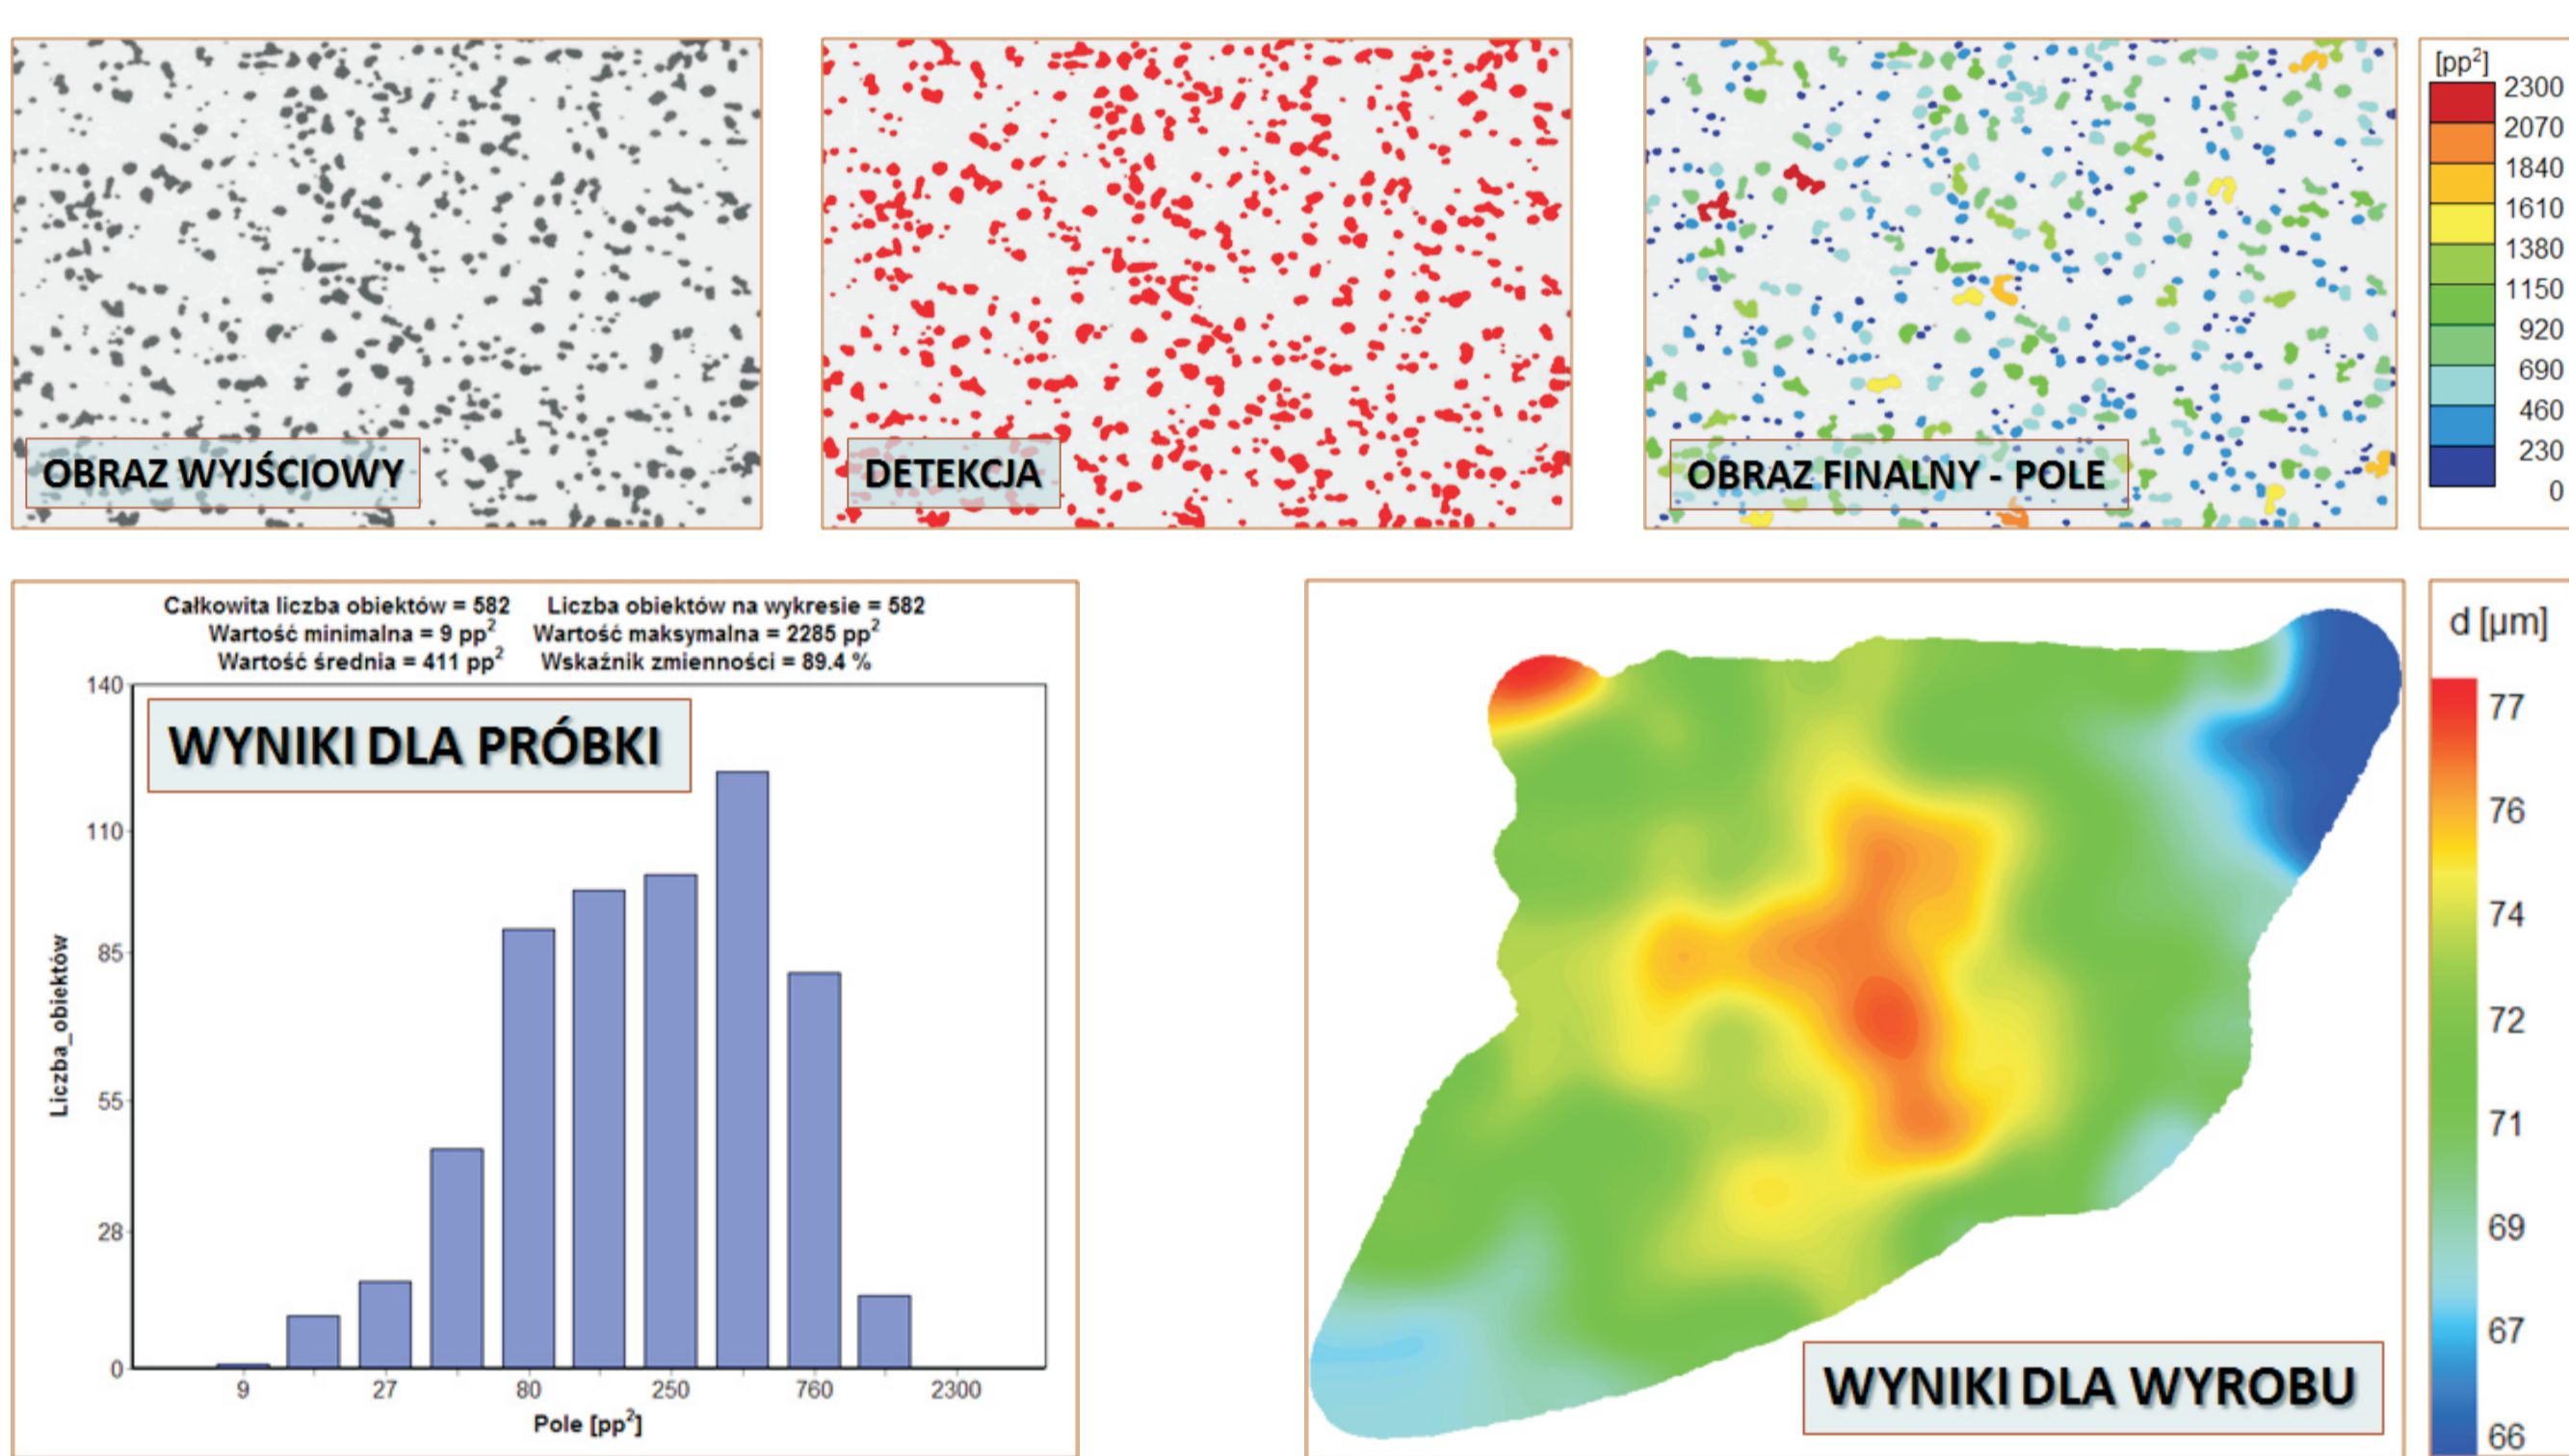 OBRAZ WYJŚCIOWY
DETEKCJA
OBRAZ FINALNY - POLE
[pp²]
2300
2070
1840
1610
1380
1150
920
690
460
230
0
Całkowita liczba obiektów = 582 Liczba obiektów na wykresie = 582
Wartość minimalna = 9 pp² Wartość maksymalna = 2285 pp²
Wartość średnia = 411 pp² Wskaźnik zmienności = 89.4 %
WYNIKI DLA PRÓBKI
Liczba_obiektów
140
110
85
55
28
0
9 27 80 250 760 2300
Pole [pp²]
WYNIKI DLA WYROBU
d [µm]
77
76
74
72
71
69
67
66